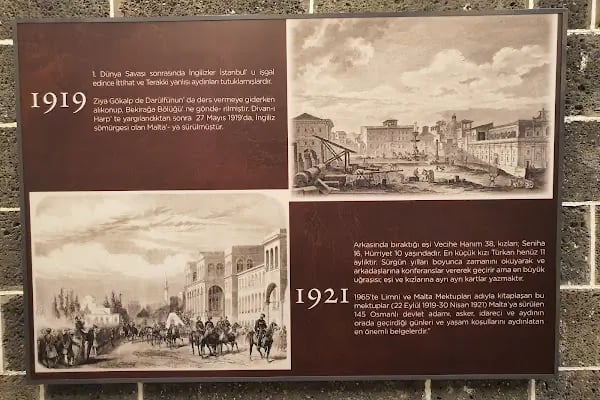 1919
1. Dünya Savası sonrasında İngilizler İstanbul' u işgal
edince İttihat ve Terakki yanlısı aydınları tutuklamışlardır.
Ziya Gökalp de Darülfünun' da ders vermeye giderken
alıkonup, Bekirağa Bölüğü' ne gönde- rilmiştir. Divan-ı
Harp' te yargılandıktan sonra 27 Mayıs 1919'da, İngiliz
sömürgesi olan Malta'- ya sürülmüştür.
1921
Arkasında bıraktığı eşi Vecihe Hanım 38, kızları; Seniha
16, Hürriyet 10 yaşındadır. En küçük kızı Türkan henüz 11
aylıktır. Sürgün yılları boyunca zamanını okuyarak ve
arkadaşlarına konferanslar vererek geçirir ama en büyük
uğraşısı; eşi ve kızlarına ayrı ayrı kartlar yazmaktır.
1965'te Limni ve Malta Mektupları adıyla kitaplaşan bu
mektuplar (22 Eylül 1919-30 Nisan 1921) Malta'ya sürülen
145 Osmanlı devlet adamı, asker, idareci ve aydının
orada geçirdiği günleri ve yaşam koşullarını aydınlatan
en önemli belgelerdir."